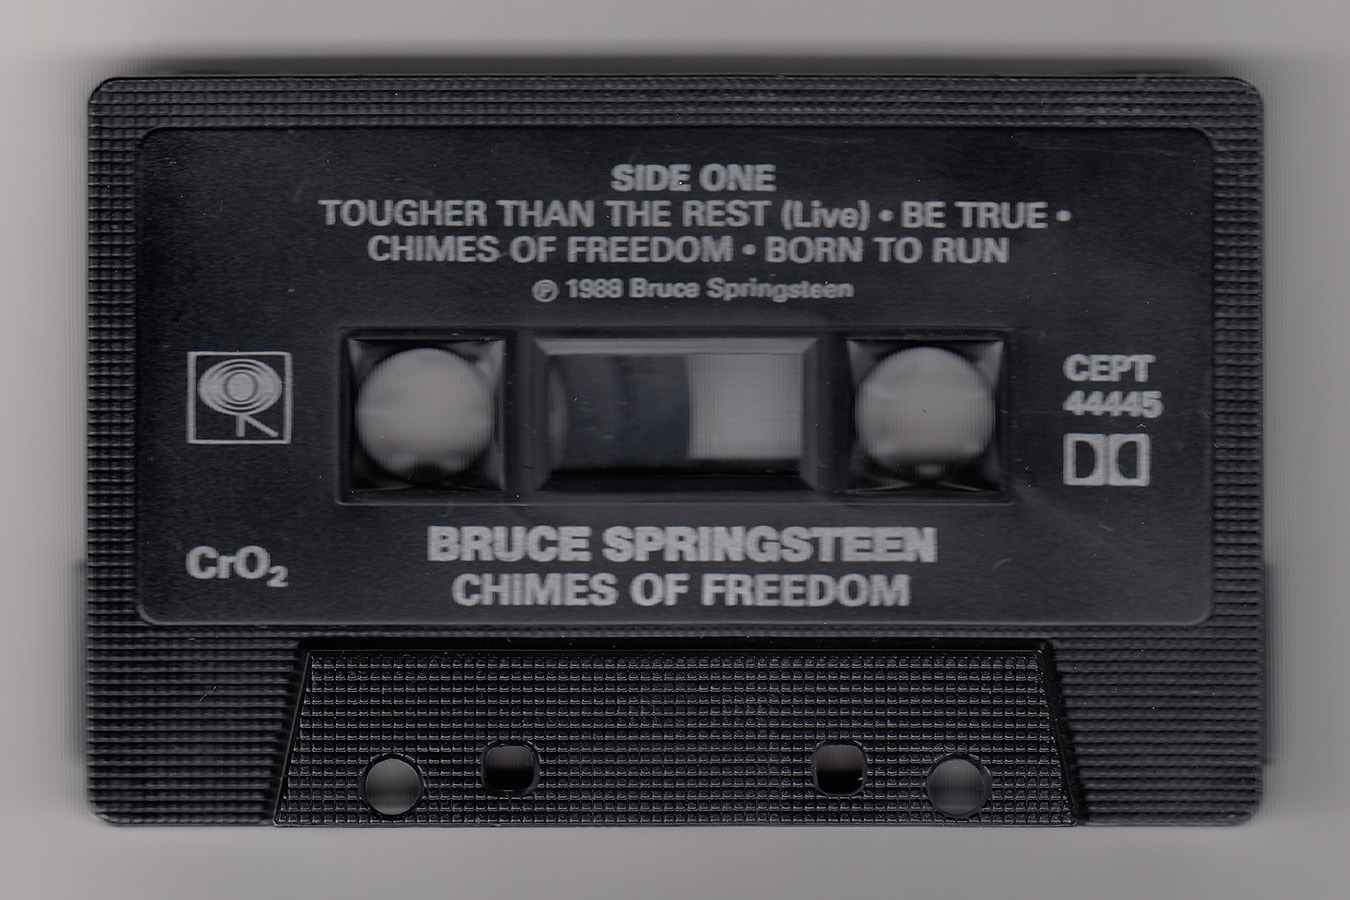 SIDE ONE
TOUGHER THAN THE REST (Live) • BE TRUE •
CHIMES OF FREEDOM • BORN TO RUN
℗ 1988 Bruce Springsteen
CEPT
44445
CrO₂
BRUCE SPRINGSTEEN
CHIMES OF FREEDOM